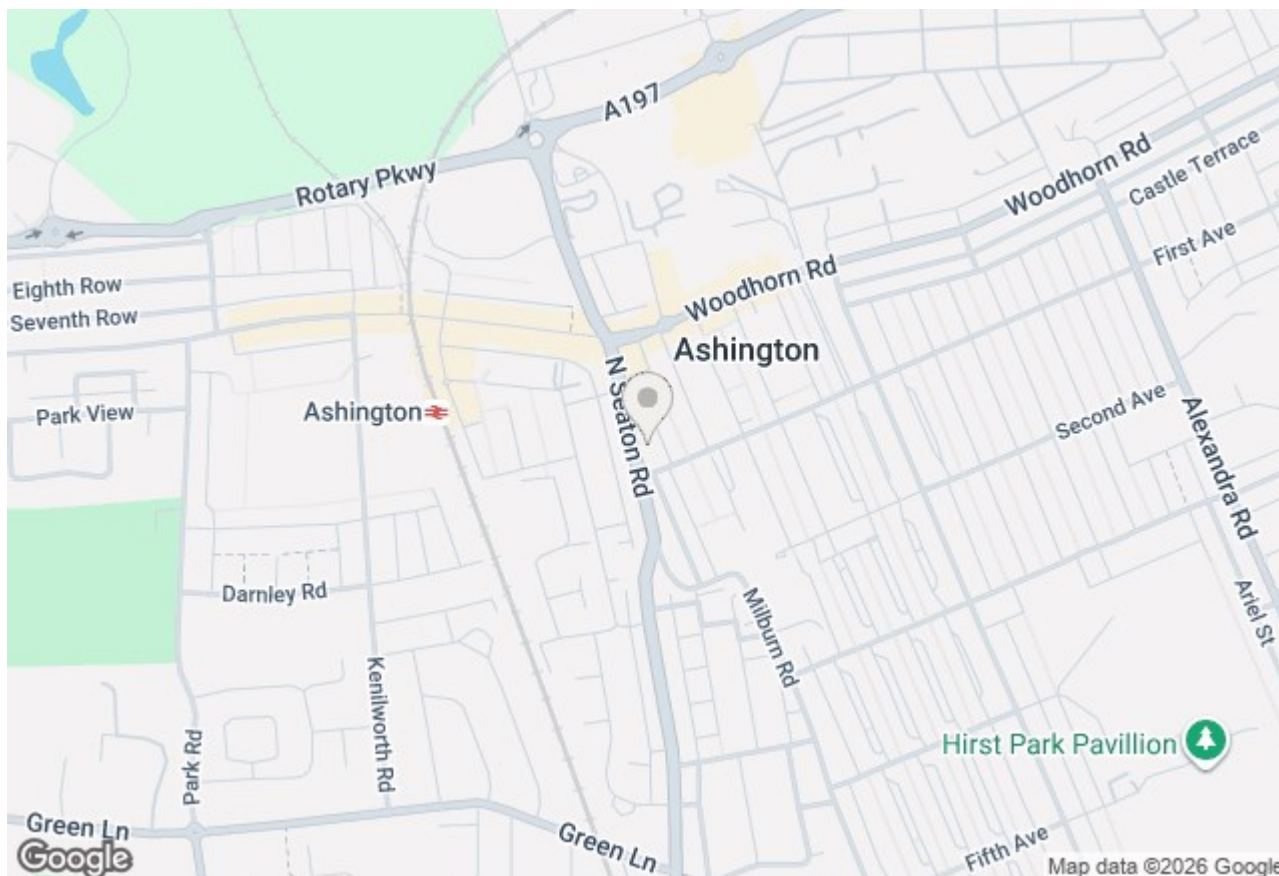 A197
Rotary Pkwy
Woodhorn Rd
Castle Terrace
First Ave
Eighth Row
Seventh Row
Woodhorn Rd
Ashington
N Seaton Rd
Park View
Ashington
Second Ave
Alexandra Rd
Darnley Rd
Milburn Rd
Ariel St
Kenilworth Rd
Park Rd
Hirst Park Pavillion
Green Ln
Green Ln
Fifth Ave
Google
Map data ©2026 Google